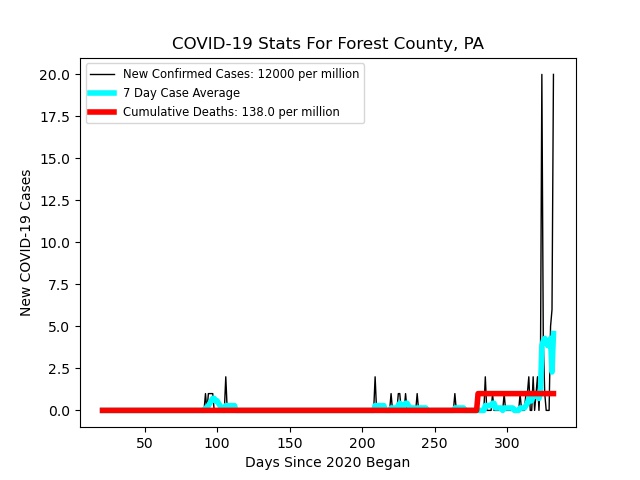 COVID-19 Stats For Forest County, PA
New Confirmed Cases: 12000 per million
7 Day Case Average
Cumulative Deaths: 138.0 per million
New COVID-19 Cases
20.0
17.5
15.0
12.5
10.0
7.5
5.0
2.5
0.0
50 100 150 200 250 300
Days Since 2020 Began